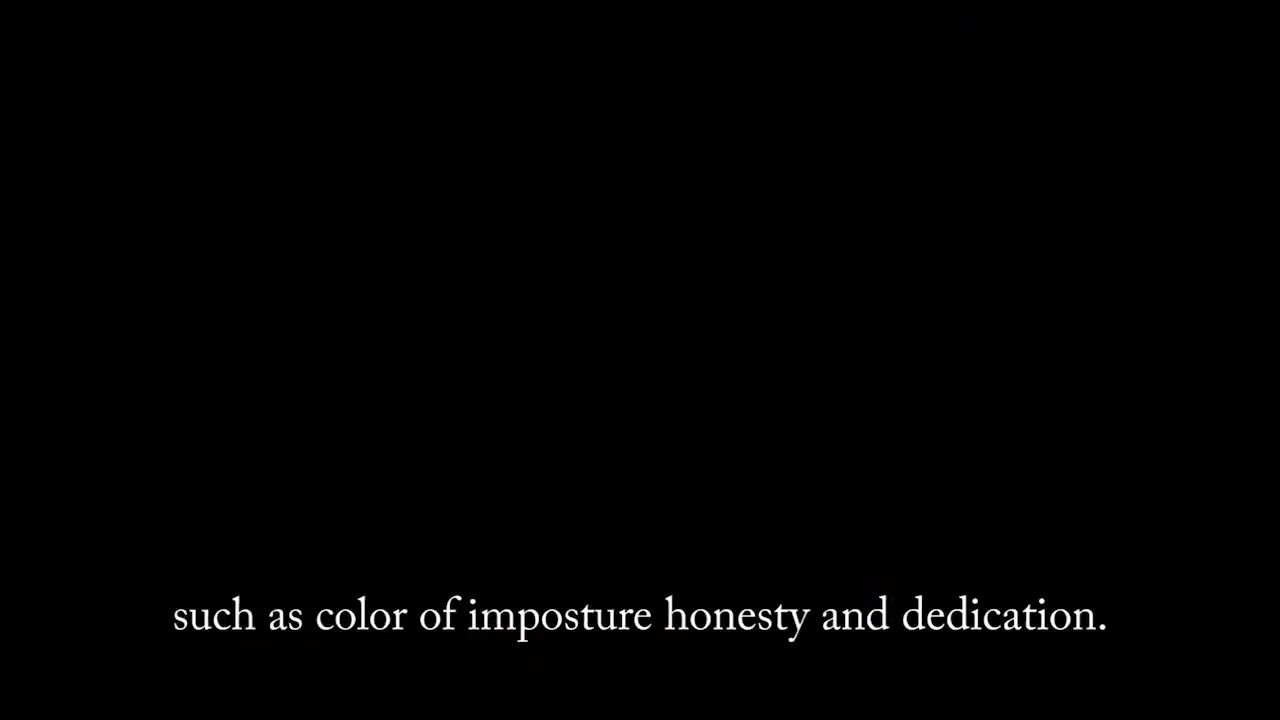 such as color of imposture honesty and dedication.